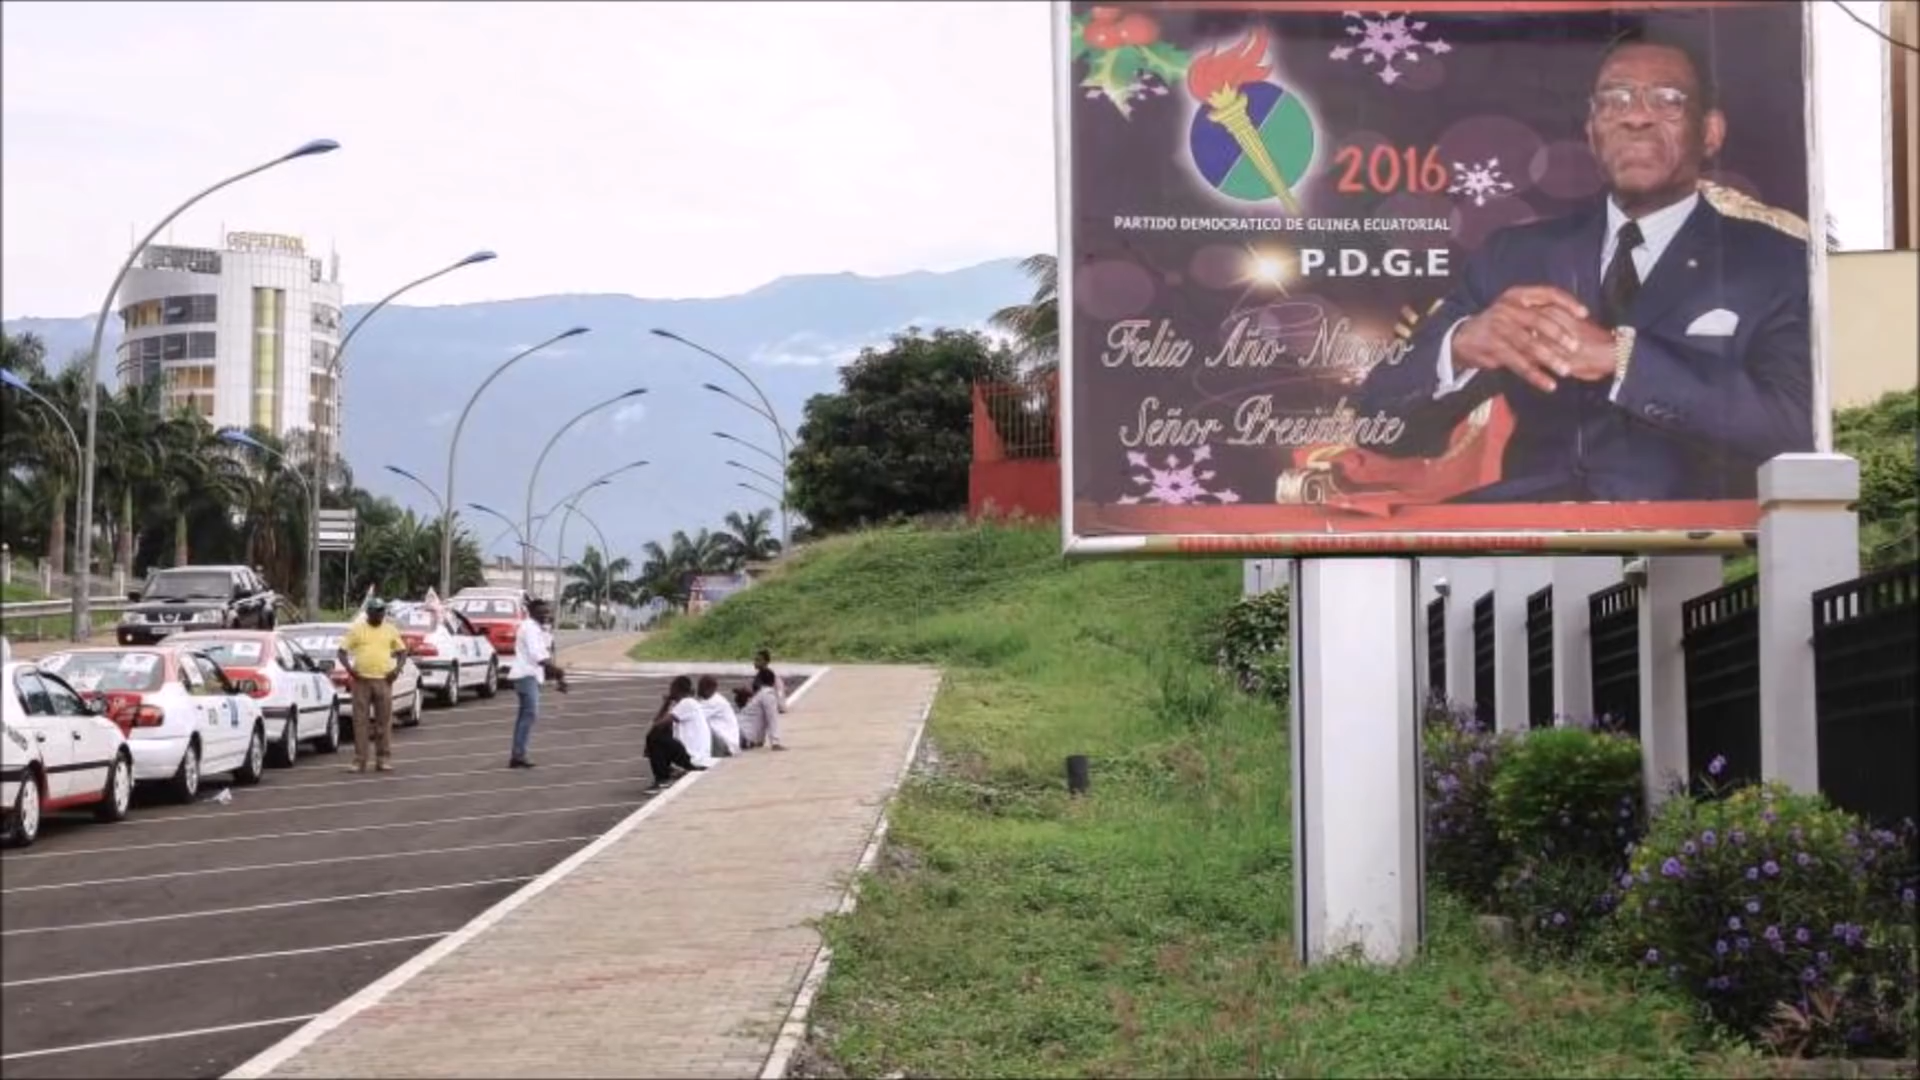 GEPETROL
2016
PARTIDO DEMOCRATICO DE GUINEA ECUATORIAL
P.D.G.E
Feliz Año Nuevo
Señor Presidente